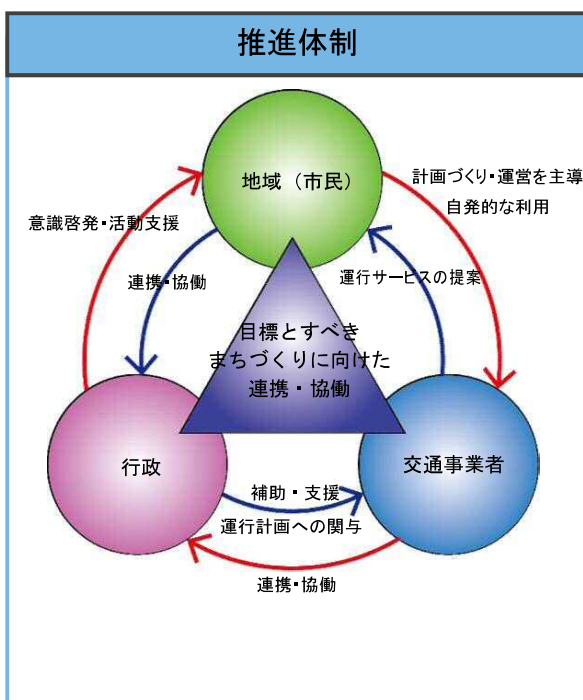 推進体制
地域（市民）
計画づくり・運営を主導
自発的な利用
意識啓発・活動支援
連携・協働
運行サービスの提案
目標とすべき
まちづくりに向けた
連携・協働
行政
交通事業者
補助・支援
運行計画への関与
連携・協働